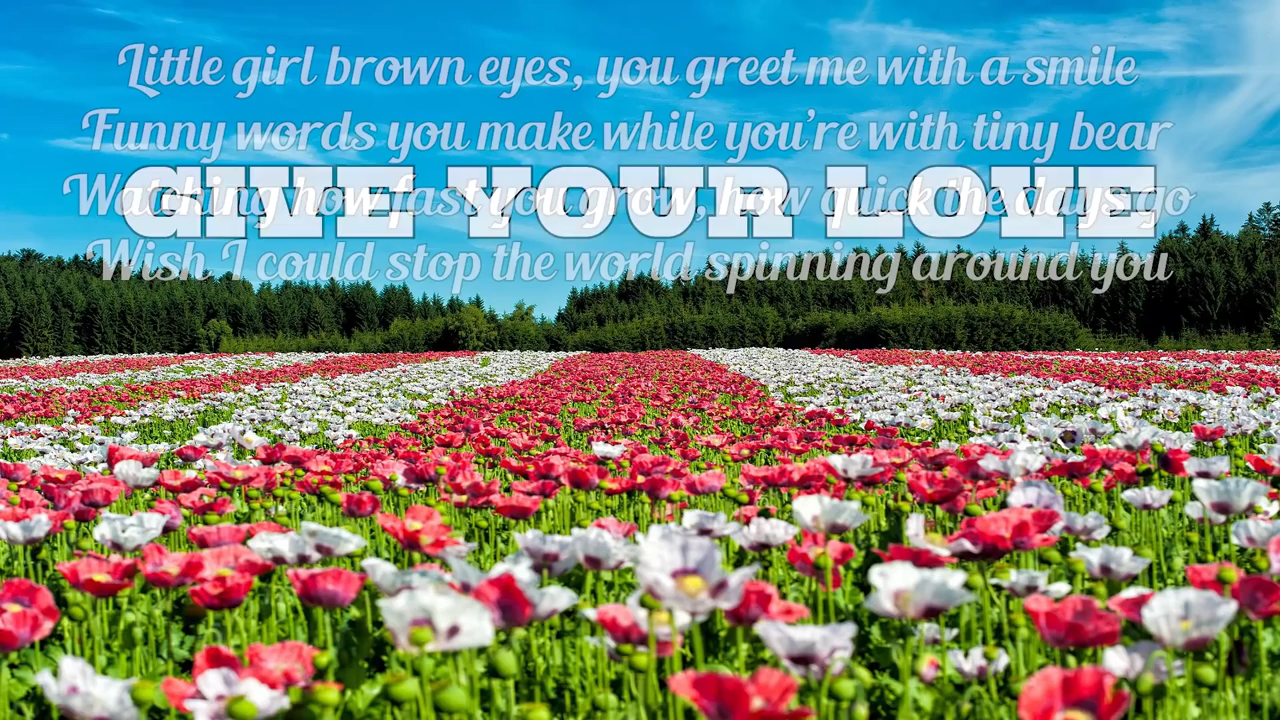 Little girl brown eyes, you greet me with a smile
Funny words you make while you're with tiny bear
Watching how fast you grow, how quick the days go
GIVE YOUR LOVE
Wish I could stop the world spinning around you